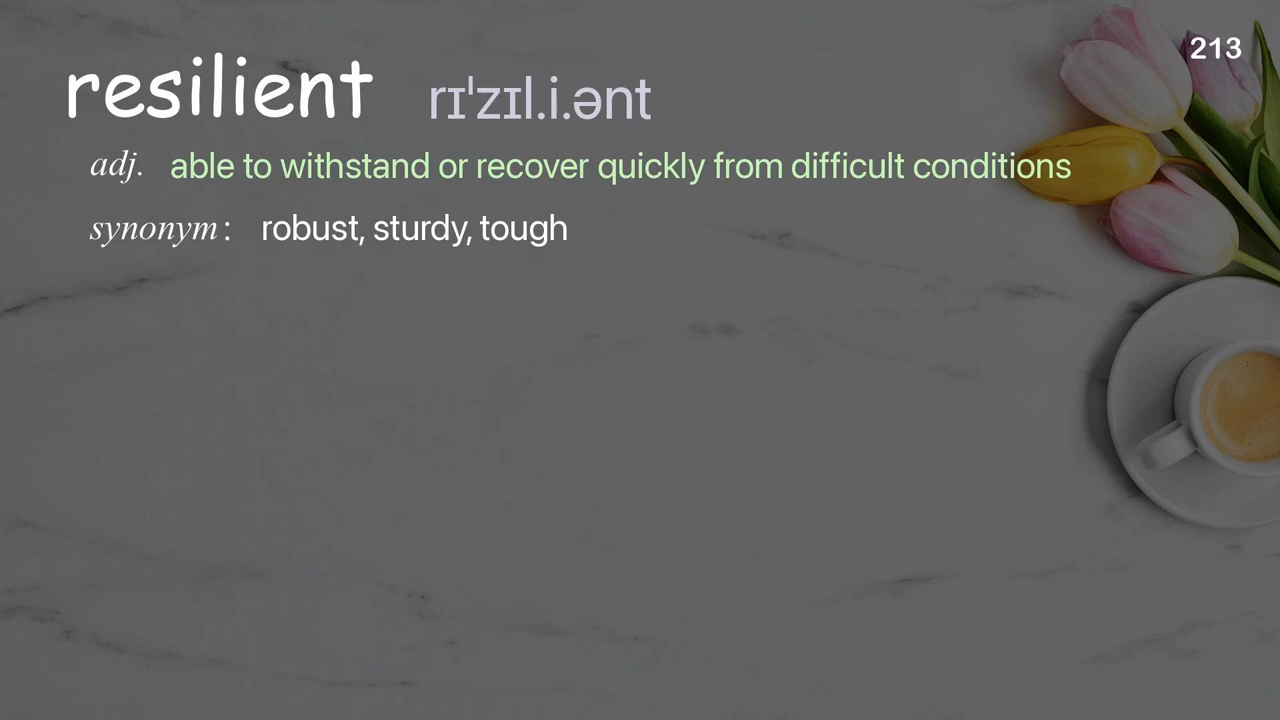 213
resilient rɪˈzɪl.i.ənt
adj. able to withstand or recover quickly from difficult conditions
synonym: robust, sturdy, tough